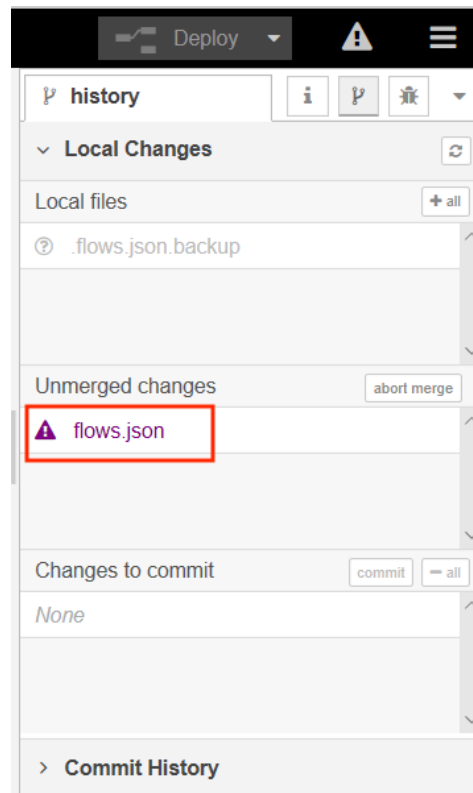 Deploy
history
Local Changes
Local files
+ all
.flows.json.backup
Unmerged changes
abort merge
flows.json
Changes to commit
commit
− all
None
Commit History